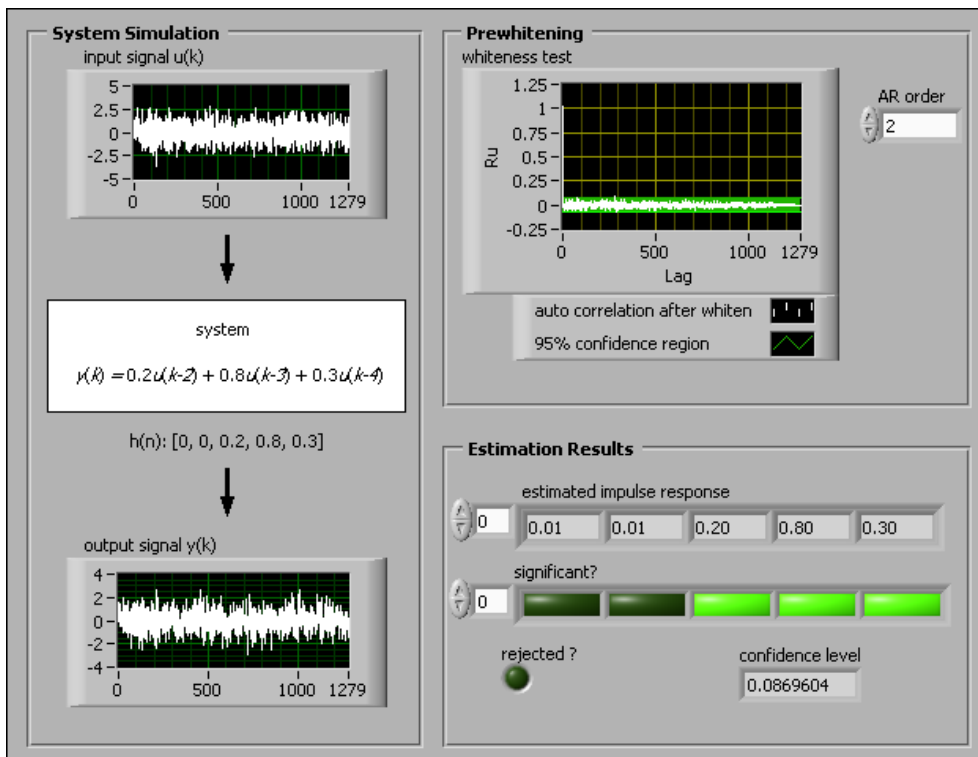 System Simulation
input signal u(k)
5
2.5
0
-2.5
-5
0 500 1000 1279
system
y(k) = 0.2u(k-2) + 0.8u(k-3) + 0.3u(k-4)
h(n): [0, 0, 0.2, 0.8, 0.3]
output signal y(k)
4
2
0
-2
-4
0 500 1000 1279
Prewhitening
whiteness test
1.25
1
0.75
0.5
0.25
0
-0.25
Ru
0 500 1000 1279
Lag
auto correlation after whiten
95% confidence region
AR order
2
Estimation Results
estimated impulse response
0 0.01 0.01 0.20 0.80 0.30
significant?
0
rejected ?
confidence level
0.0869604